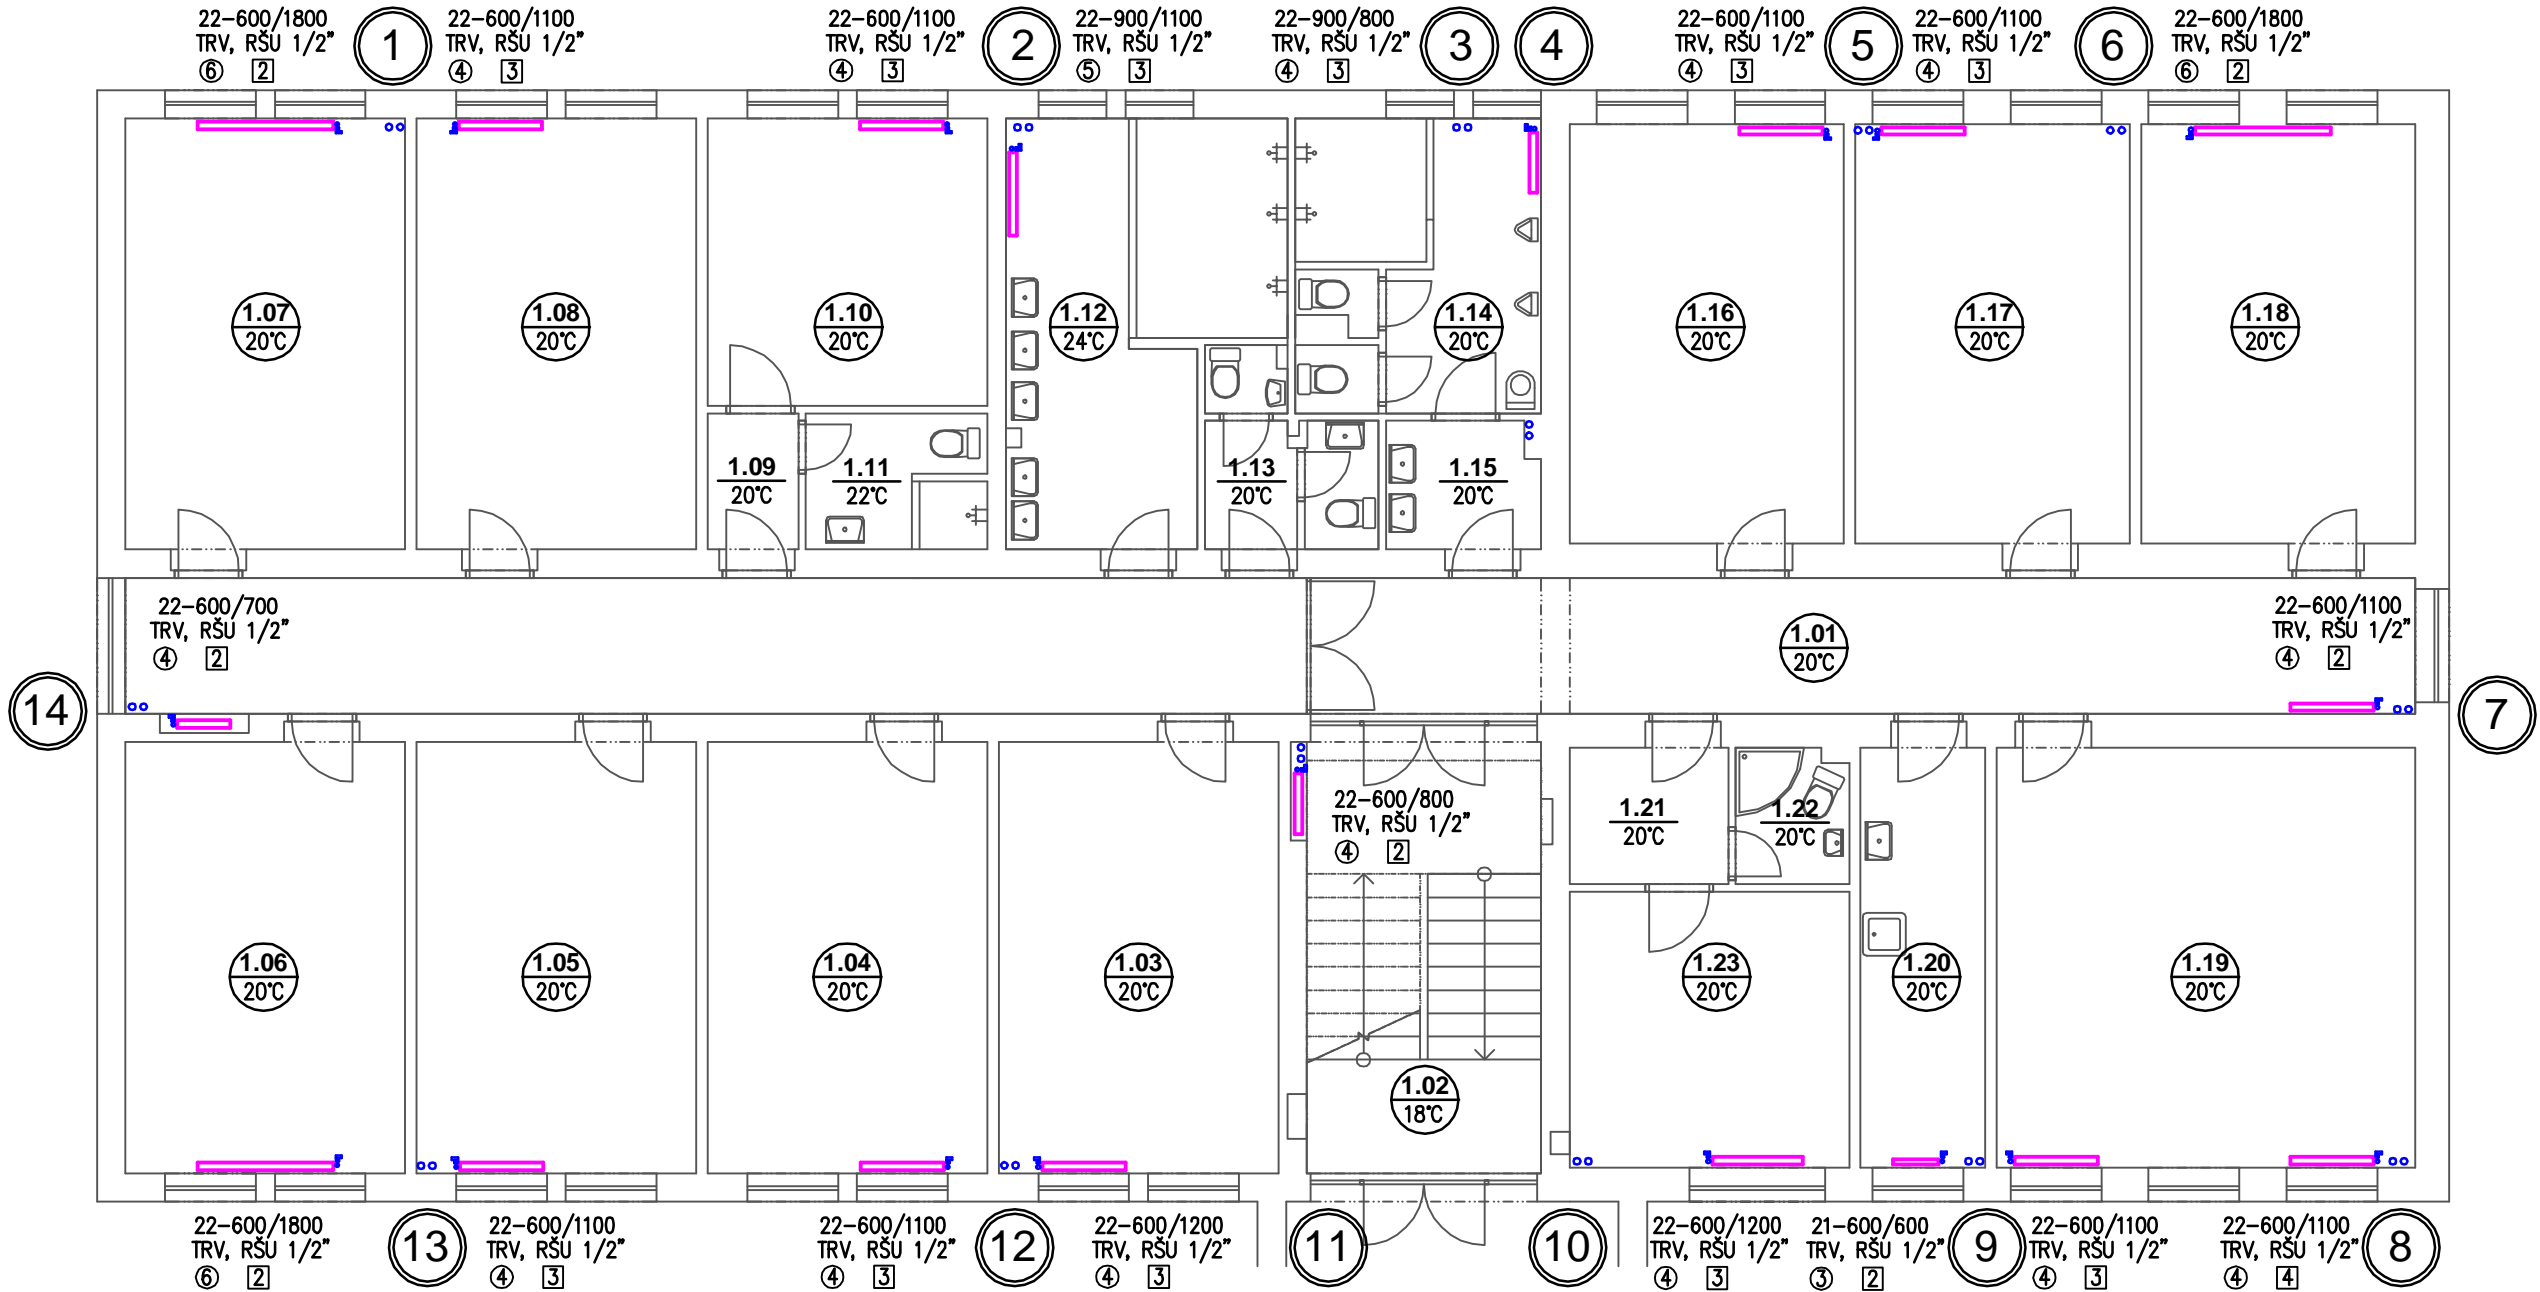 22-600/1800
TRV, RŠU 1/2"
6 2
1
22-600/1100
TRV, RŠU 1/2"
4 3
22-600/1100
TRV, RŠU 1/2"
4 3
2
22-900/1100
TRV, RŠU 1/2"
5 3
22-900/800
TRV, RŠU 1/2"
4 3
3
4
22-600/1100
TRV, RŠU 1/2"
4 3
5
22-600/1100
TRV, RŠU 1/2"
4 3
6
22-600/1800
TRV, RŠU 1/2"
6 2
1.07
20°C
1.08
20°C
1.10
20°C
1.12
24°C
1.14
20°C
1.16
20°C
1.17
20°C
1.18
20°C
1.09
20°C
1.11
22°C
1.13
20°C
1.15
20°C
22-600/700
TRV, RŠU 1/2"
4 2
1.01
20°C
22-600/1100
TRV, RŠU 1/2"
4 2
14
7
22-600/800
TRV, RŠU 1/2"
4 2
1.21
20°C
1.22
20°C
1.06
20°C
1.05
20°C
1.04
20°C
1.03
20°C
1.23
20°C
1.20
20°C
1.19
20°C
1.02
18°C
22-600/1800
TRV, RŠU 1/2"
6 2
13
22-600/1100
TRV, RŠU 1/2"
4 3
22-600/1100
TRV, RŠU 1/2"
4 3
12
22-600/1200
TRV, RŠU 1/2"
4 3
11
10
22-600/1200
TRV, RŠU 1/2"
4 3
21-600/600
TRV, RŠU 1/2"
3 2
9
22-600/1100
TRV, RŠU 1/2"
4 3
22-600/1100
TRV, RŠU 1/2"
4 4
8